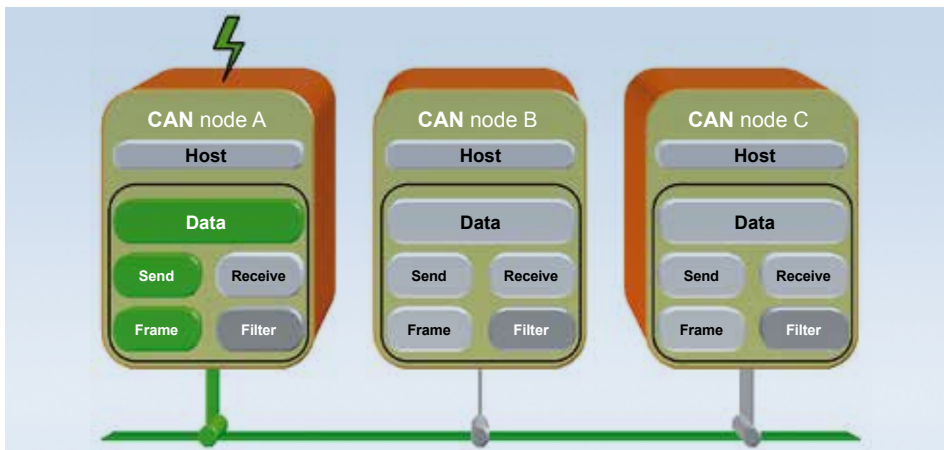 CAN node A
Host
Data
Send Receive
Frame Filter
CAN node B
Host
Data
Send Receive
Frame Filter
CAN node C
Host
Data
Send Receive
Frame Filter